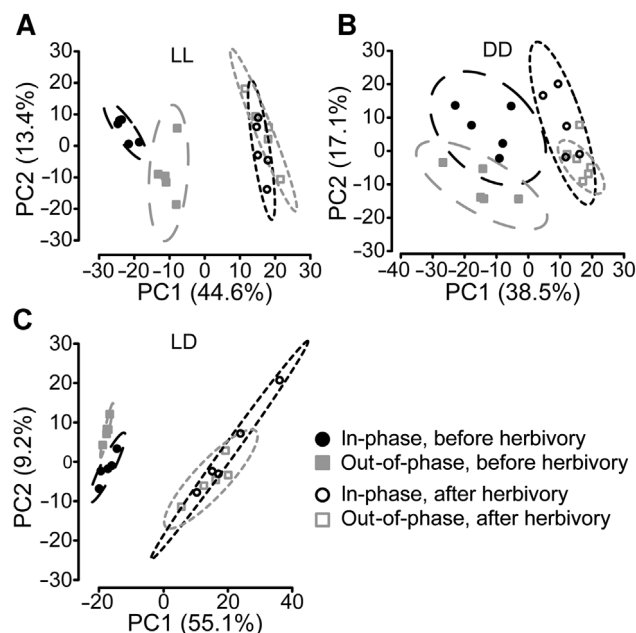 A
LL
30
20
10
0
−10
−20
−30
PC2 (13.4%)
−30 −20 −10 0 10 20 30
PC1 (44.6%)
B
DD
30
20
10
0
−10
−20
−30
PC2 (17.1%)
−40 −30 −20 −10 0 10 20 30
PC1 (38.5%)
C
LD
30
20
10
0
−10
−20
−30
PC2 (9.2%)
−20 0 20 40
PC1 (55.1%)
In-phase, before herbivory
Out-of-phase, before herbivory
In-phase, after herbivory
Out-of-phase, after herbivory